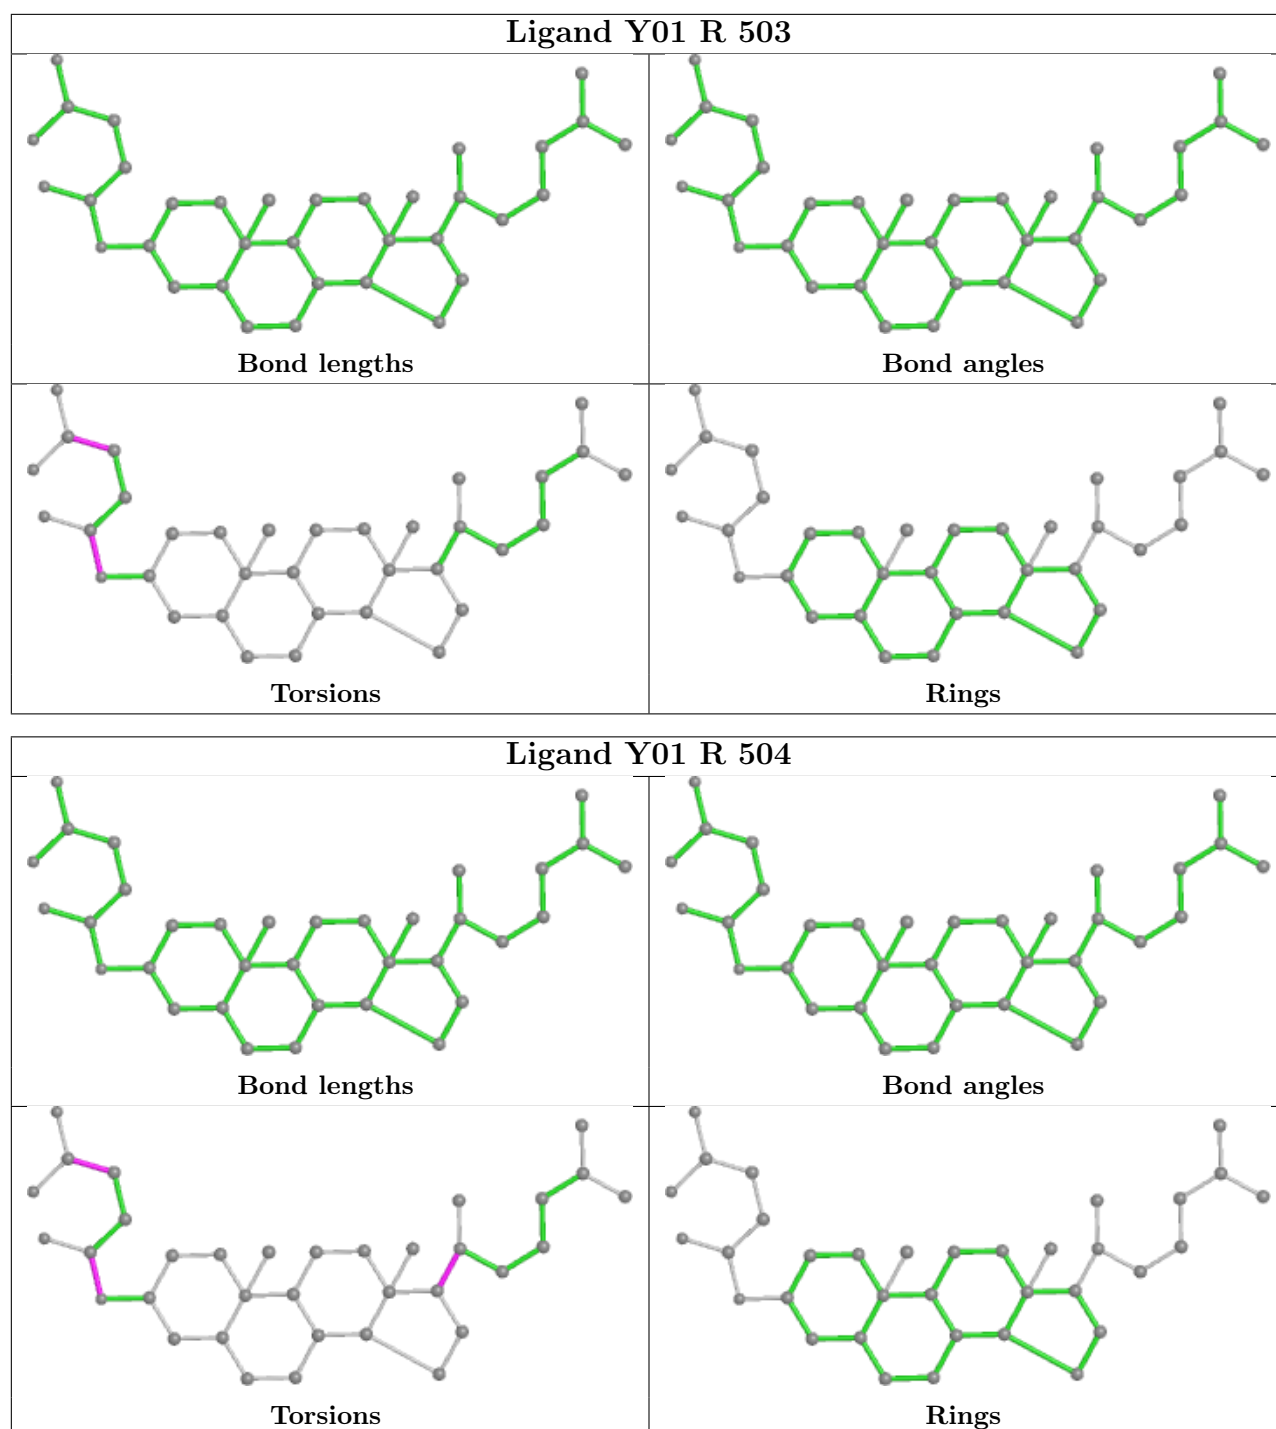 Ligand Y01 R 503
Bond lengths
Bond angles
Torsions
Rings
Ligand Y01 R 504
Bond lengths
Bond angles
Torsions
Rings